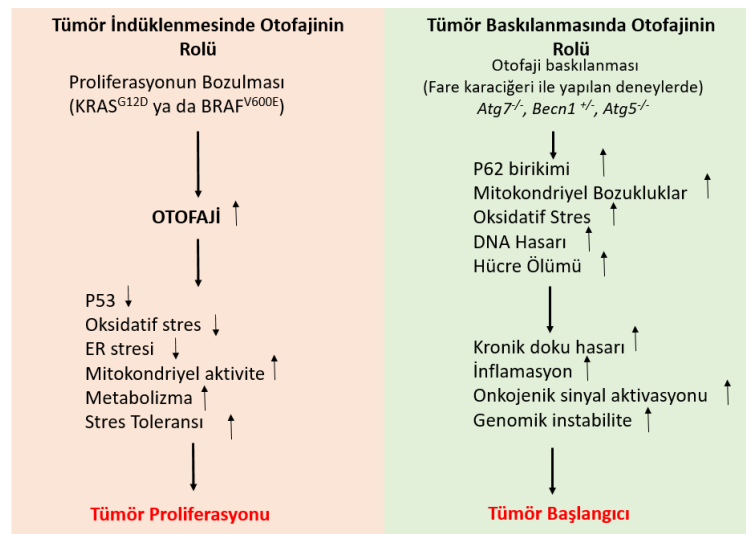 Tümör İndüklenmesinde Otofajinin
Rolü
Proliferasyonun Bozulması
(KRASG12D ya da BRAFV600E)
OTOFAJİ
P53
Oksidatif stres
ER stresi
Mitokondriyel aktivite
Metabolizma
Stres Toleransı
Tümör Proliferasyonu
Tümör Baskılanmasında Otofajinin
Rolü
Otofaji baskılanması
(Fare karaciğeri ile yapılan deneylerde)
Atg7-/-, Becn1 +/-, Atg5-/-
P62 birikimi
Mitokondriyel Bozukluklar
Oksidatif Stres
DNA Hasarı
Hücre Ölümü
Kronik doku hasarı
İnflamasyon
Onkojenik sinyal aktivasyonu
Genomik instabilite
Tümör Başlangıcı